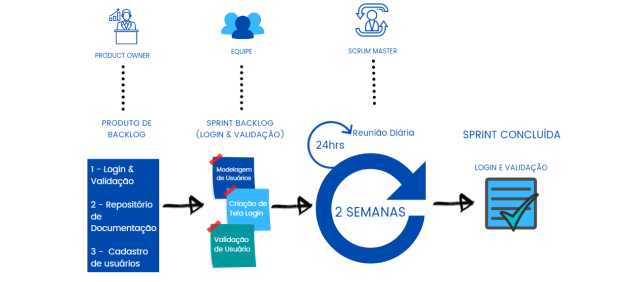 PRODUCT OWNER
EQUIPE
SCRUM MASTER
PRODUTO DE
BACKLOG
SPRINT BACKLOG
(LOGIN & VALIDAÇÃO)
Reunião Diária
24hrs
SPRINT CONCLUÍDA
1 - Login &
Validação
2 - Repositório
de
Documentação
3 - Cadastro
de usuários
Modelagem
de Usuários
Criação de
Tela Login
Validação
de Usuário
2 SEMANAS
LOGIN E VALIDAÇÃO